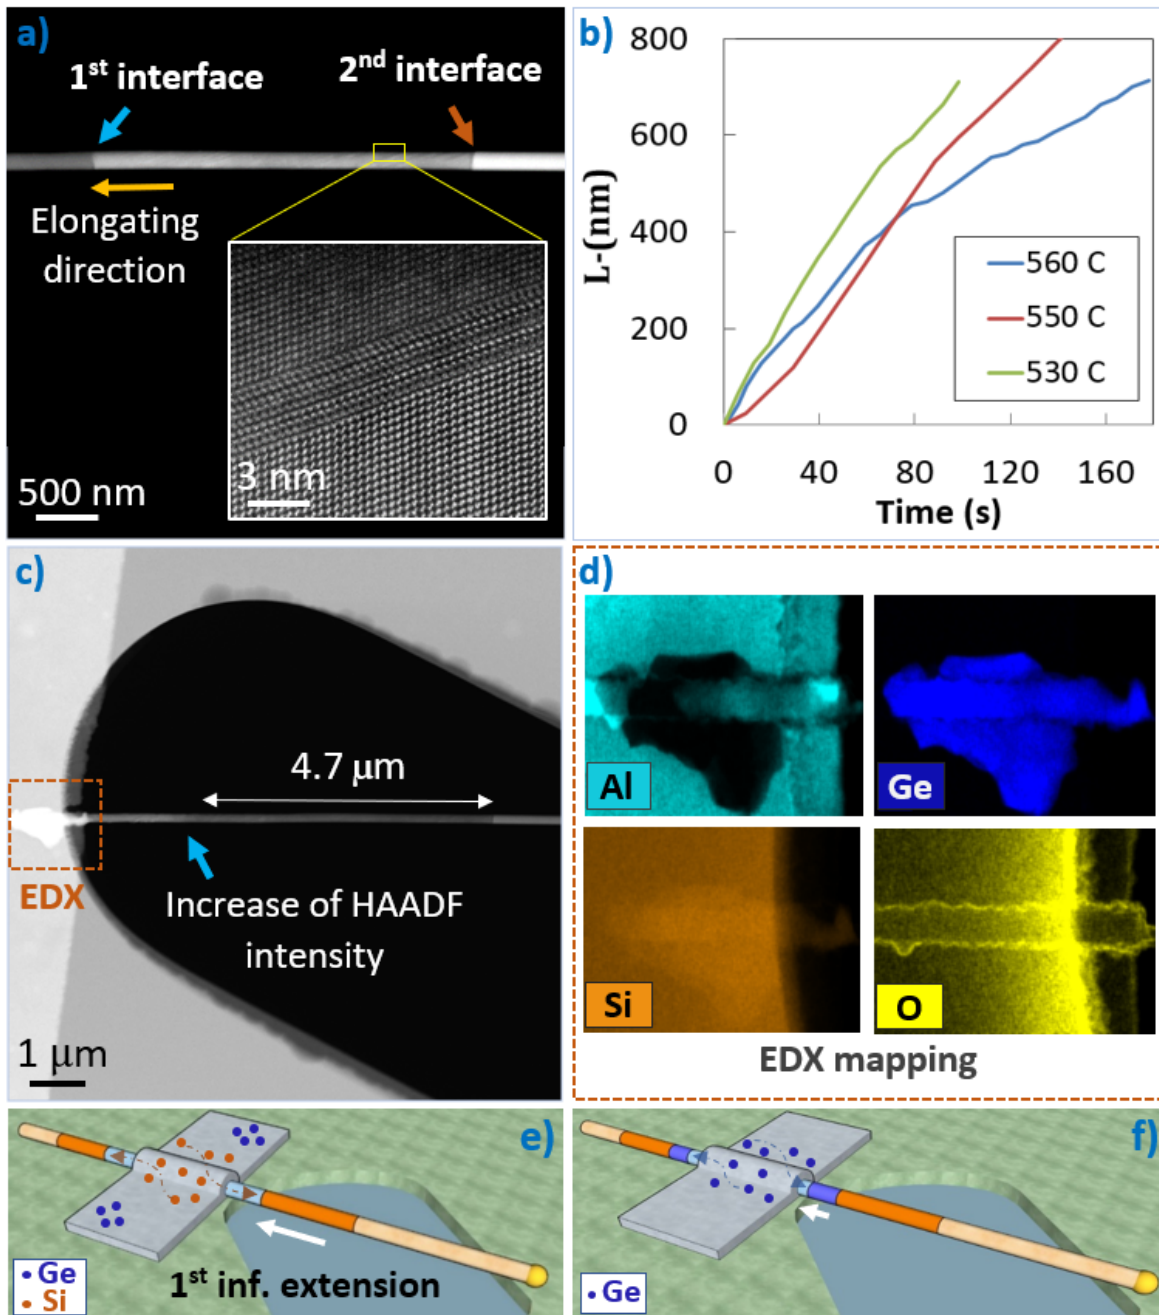 a)
1st interface
2nd interface
Elongating
direction
3 nm
500 nm
b)
L-(nm)
800
600
400
200
0
0 40 80 120 160
Time (s)
560 C
550 C
530 C
c)
4.7 μm
EDX
Increase of HAADF
intensity
1 μm
d)
Al
Ge
Si
O
EDX mapping
e)
Ge
Si
1st inf. extension
f)
Ge